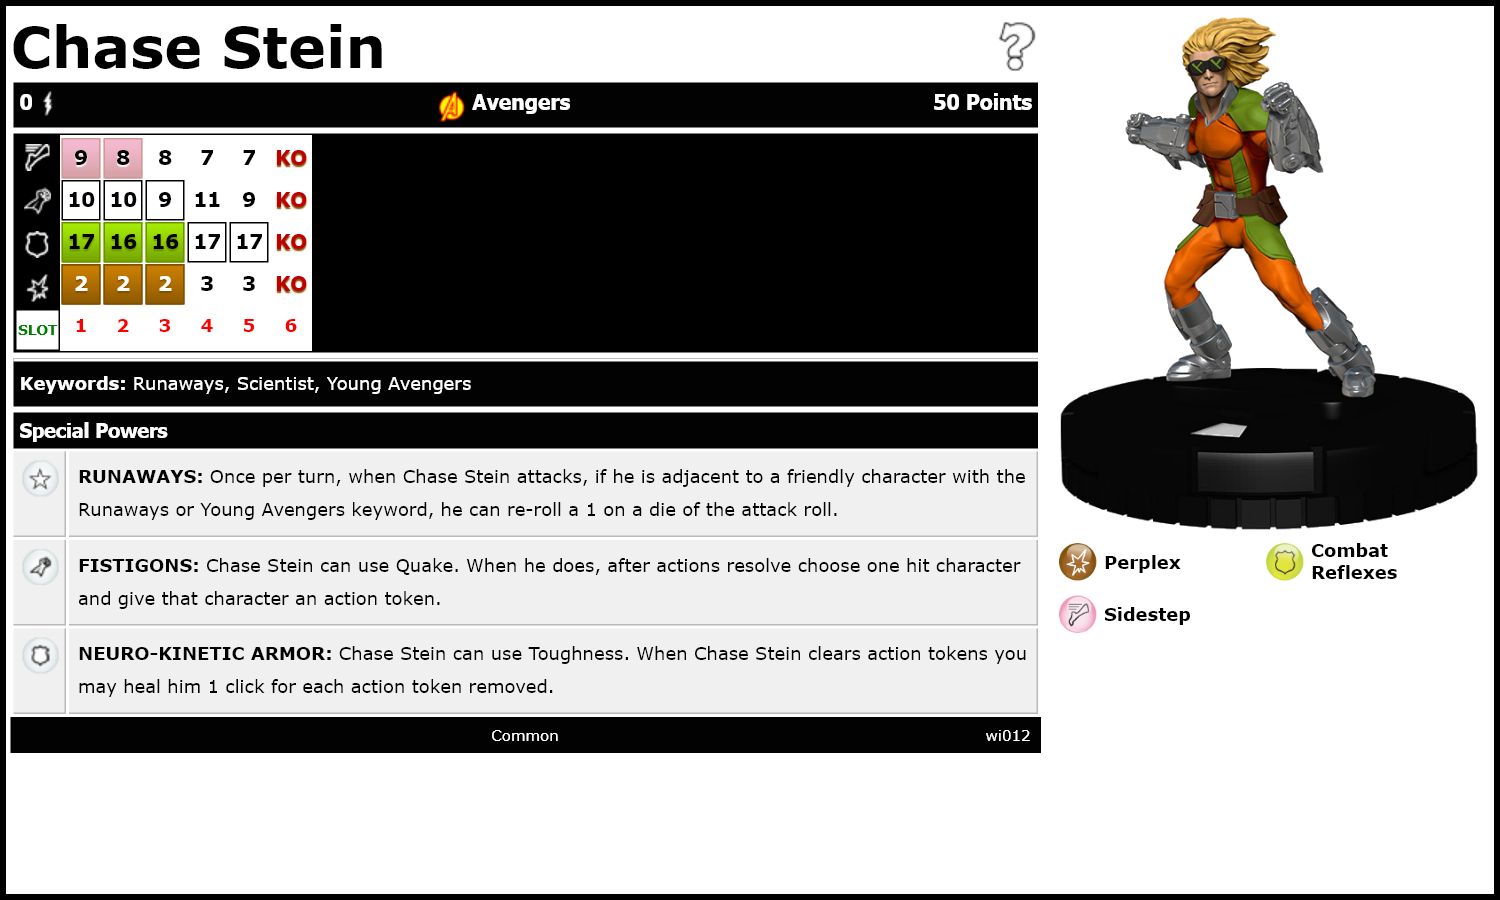 Chase Stein
0 Avengers 50 Points
9 8 8 7 7 KO
10 10 9 11 9 KO
17 16 16 17 17 KO
2 2 2 3 3 KO
SLOT 1 2 3 4 5 6
Keywords: Runaways, Scientist, Young Avengers
Special Powers
RUNAWAYS: Once per turn, when Chase Stein attacks, if he is adjacent to a friendly character with the
Runaways or Young Avengers keyword, he can re-roll a 1 on a die of the attack roll.
FISTIGONS: Chase Stein can use Quake. When he does, after actions resolve choose one hit character
and give that character an action token.
NEURO-KINETIC ARMOR: Chase Stein can use Toughness. When Chase Stein clears action tokens you
may heal him 1 click for each action token removed.
Common wi012
Perplex
Combat
Reflexes
Sidestep